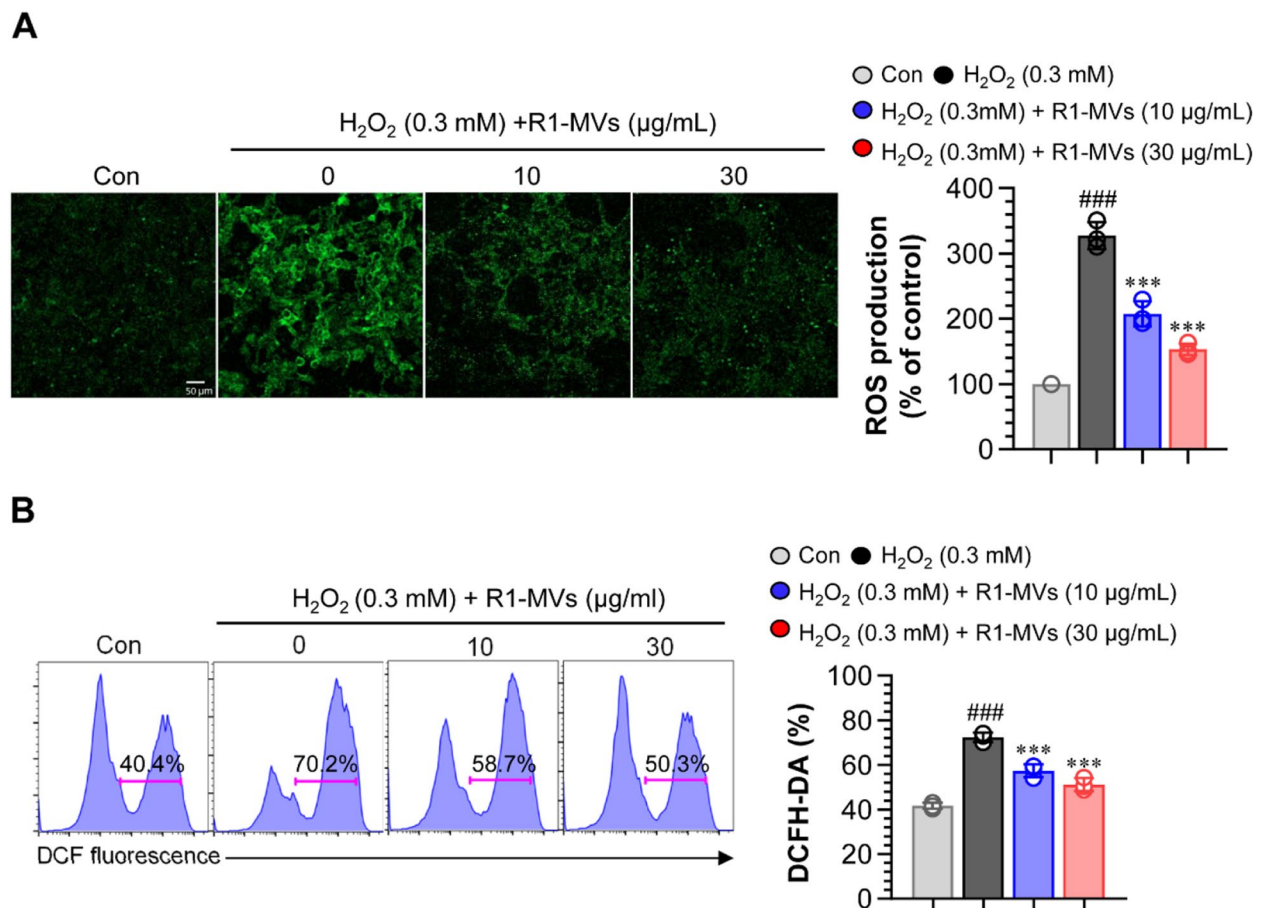 A
H₂O₂ (0.3 mM) +R1-MVs (µg/mL)
Con 0 10 30
50 µm
Con H₂O₂ (0.3 mM)
H₂O₂ (0.3mM) + R1-MVs (10 µg/mL)
H₂O₂ (0.3mM) + R1-MVs (30 µg/mL)
ROS production
(% of control)
400
300
200
100
0
###
***
***
B
H₂O₂ (0.3 mM) + R1-MVs (µg/ml)
Con 0 10 30
40.4% 70.2% 58.7% 50.3%
DCF fluorescence
Con H₂O₂ (0.3 mM)
H₂O₂ (0.3 mM) + R1-MVs (10 µg/mL)
H₂O₂ (0.3 mM) + R1-MVs (30 µg/mL)
DCFH-DA (%)
100
80
60
40
20
0
###
***
***